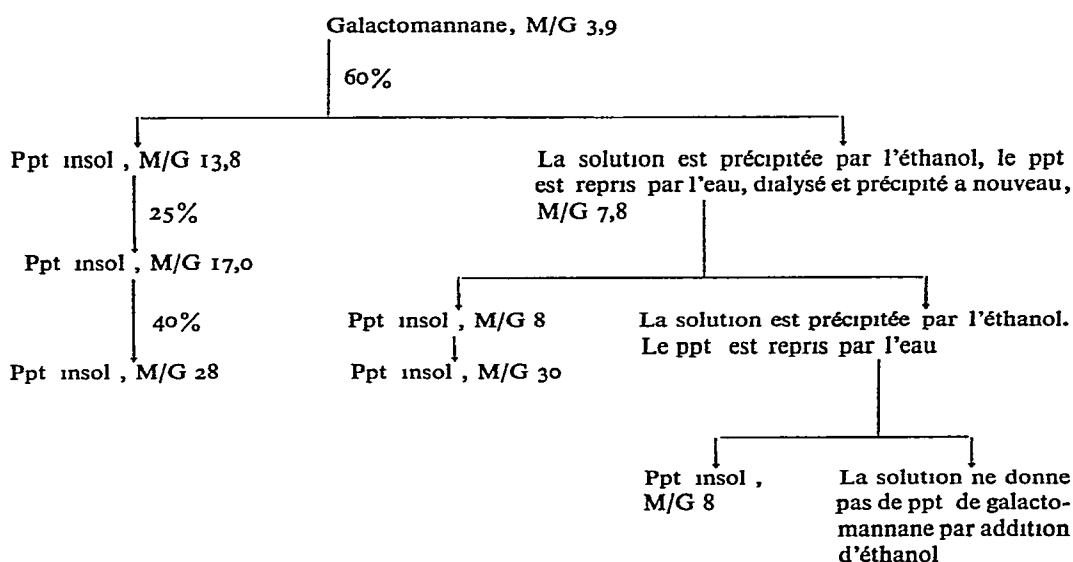 Galactomannane, M/G 3,9
60%
Ppt insol , M/G 13,8
La solution est précipitée par l'éthanol, le ppt
est repris par l'eau, dialysé et précipité a nouveau,
M/G 7,8
25%
Ppt insol , M/G 17,0
40%
Ppt insol , M/G 8
La solution est précipitée par l'éthanol.
Le ppt est repris par l'eau
Ppt insol , M/G 28
Ppt insol , M/G 30
Ppt insol ,
M/G 8
La solution ne donne
pas de ppt de galacto-
mannane par addition
d'éthanol